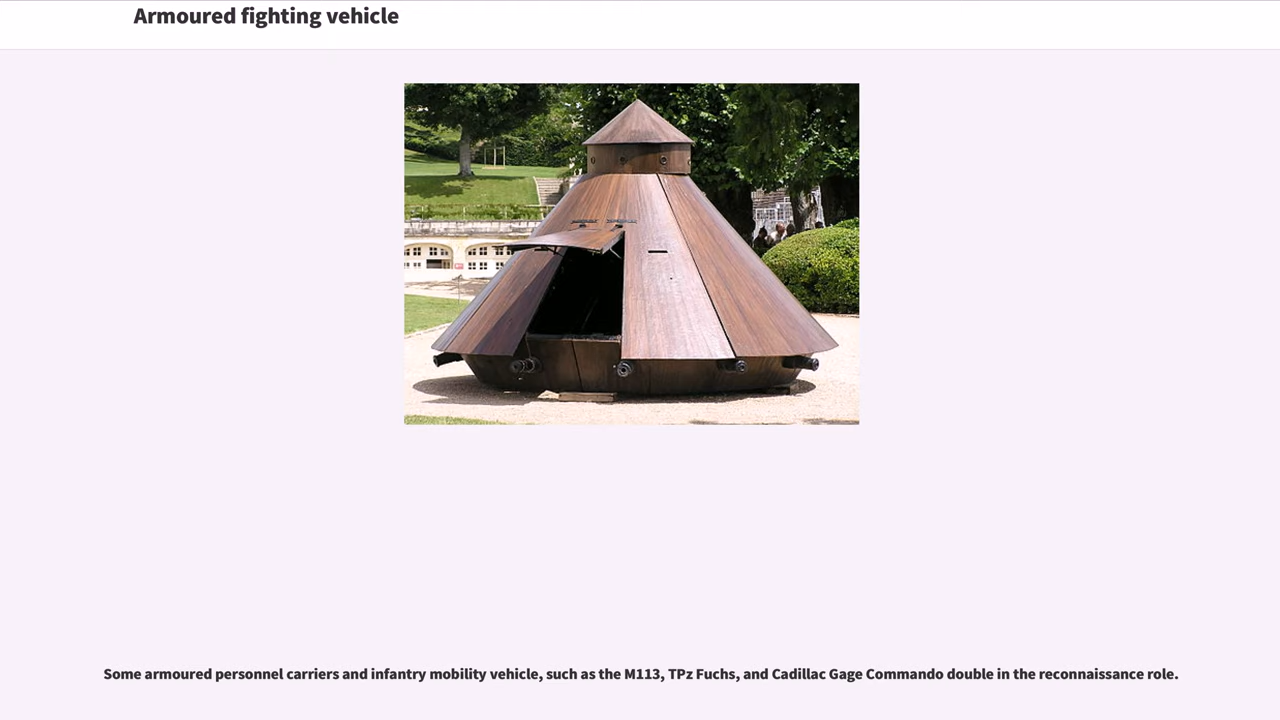 Armoured fighting vehicle
Some armoured personnel carriers and infantry mobility vehicle, such as the M113, TPz Fuchs, and Cadillac Gage Commando double in the reconnaissance role.